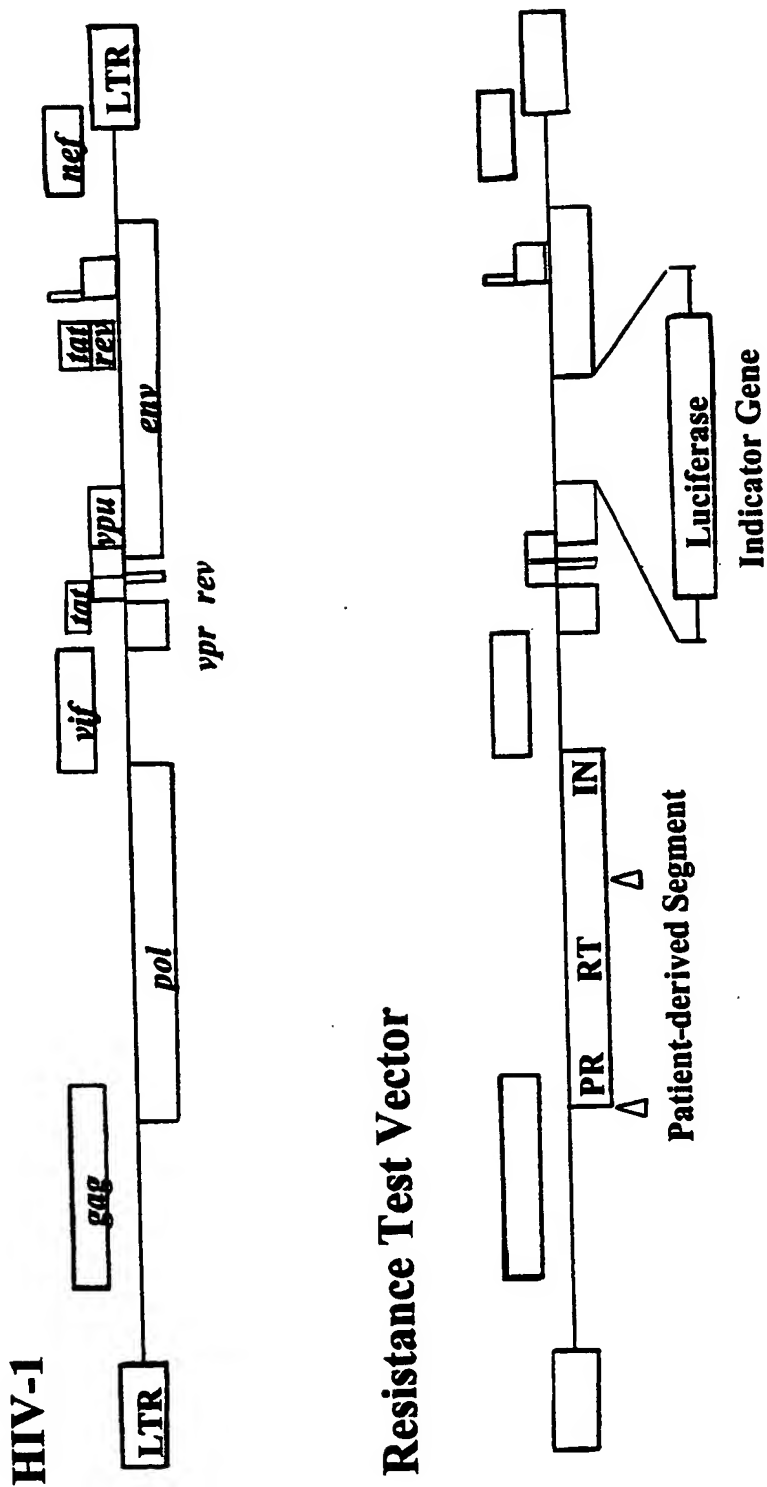 HIV-1
nef
tat
rev
LTR
vif
tat
vpu
gag
LTR
pol
env
vpr rev
Resistance Test Vector
PR RT IN
Patient-derived Segment
Luciferase
Indicator Gene